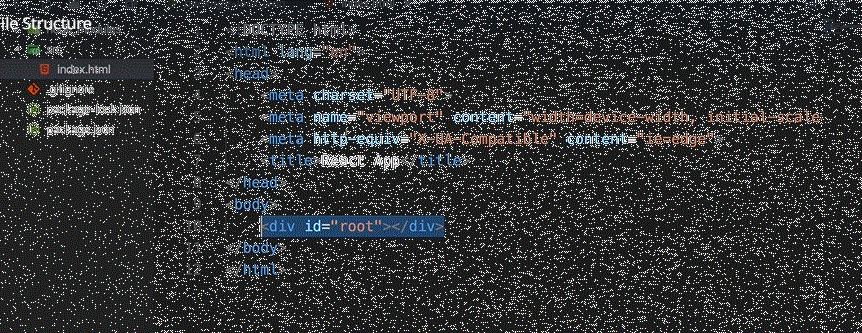 ile Structure
src
index.html
.gitignore
package-lock.json
package.json
<!DOCTYPE html>
<html lang="en">
<head>
<meta charset="UTF-8">
<meta name="viewport" content="width=device-width, initial-scale
<meta http-equiv="X-UA-Compatible" content="ie=edge">
<title>React App</title>
</head>
<body>
<div id="root"></div>
</body>
</html>